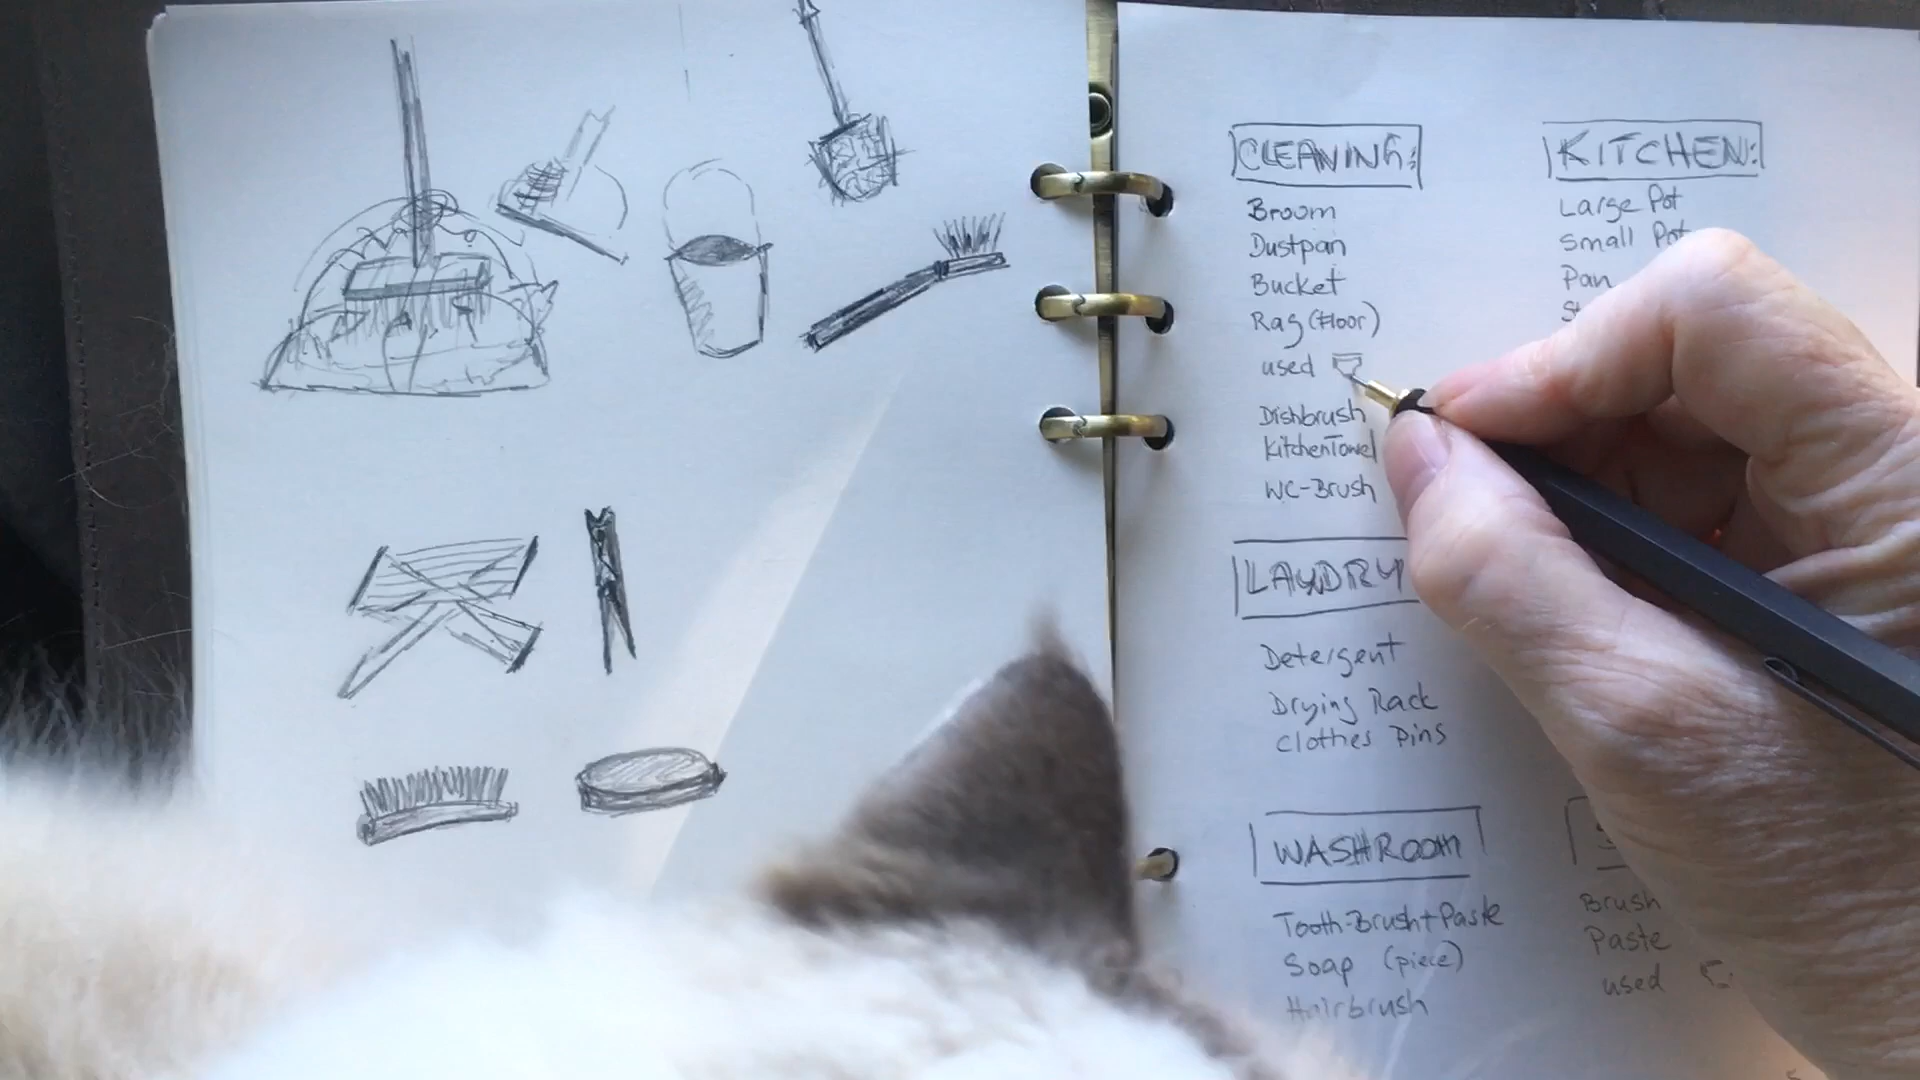 CLEANING:
Broom
Dustpan
Bucket
Rag (Floor)
used
Dishbrush
KitchenTowel
WC-Brush
KITCHEN:
Large Pot
Small Pot
Pan
LAUNDRY
Detergent
Drying Rack
Clothes Pins
WASHROOM
Tooth-Brush+Paste
Soap (piece)
Hairbrush
Brush
Paste
used